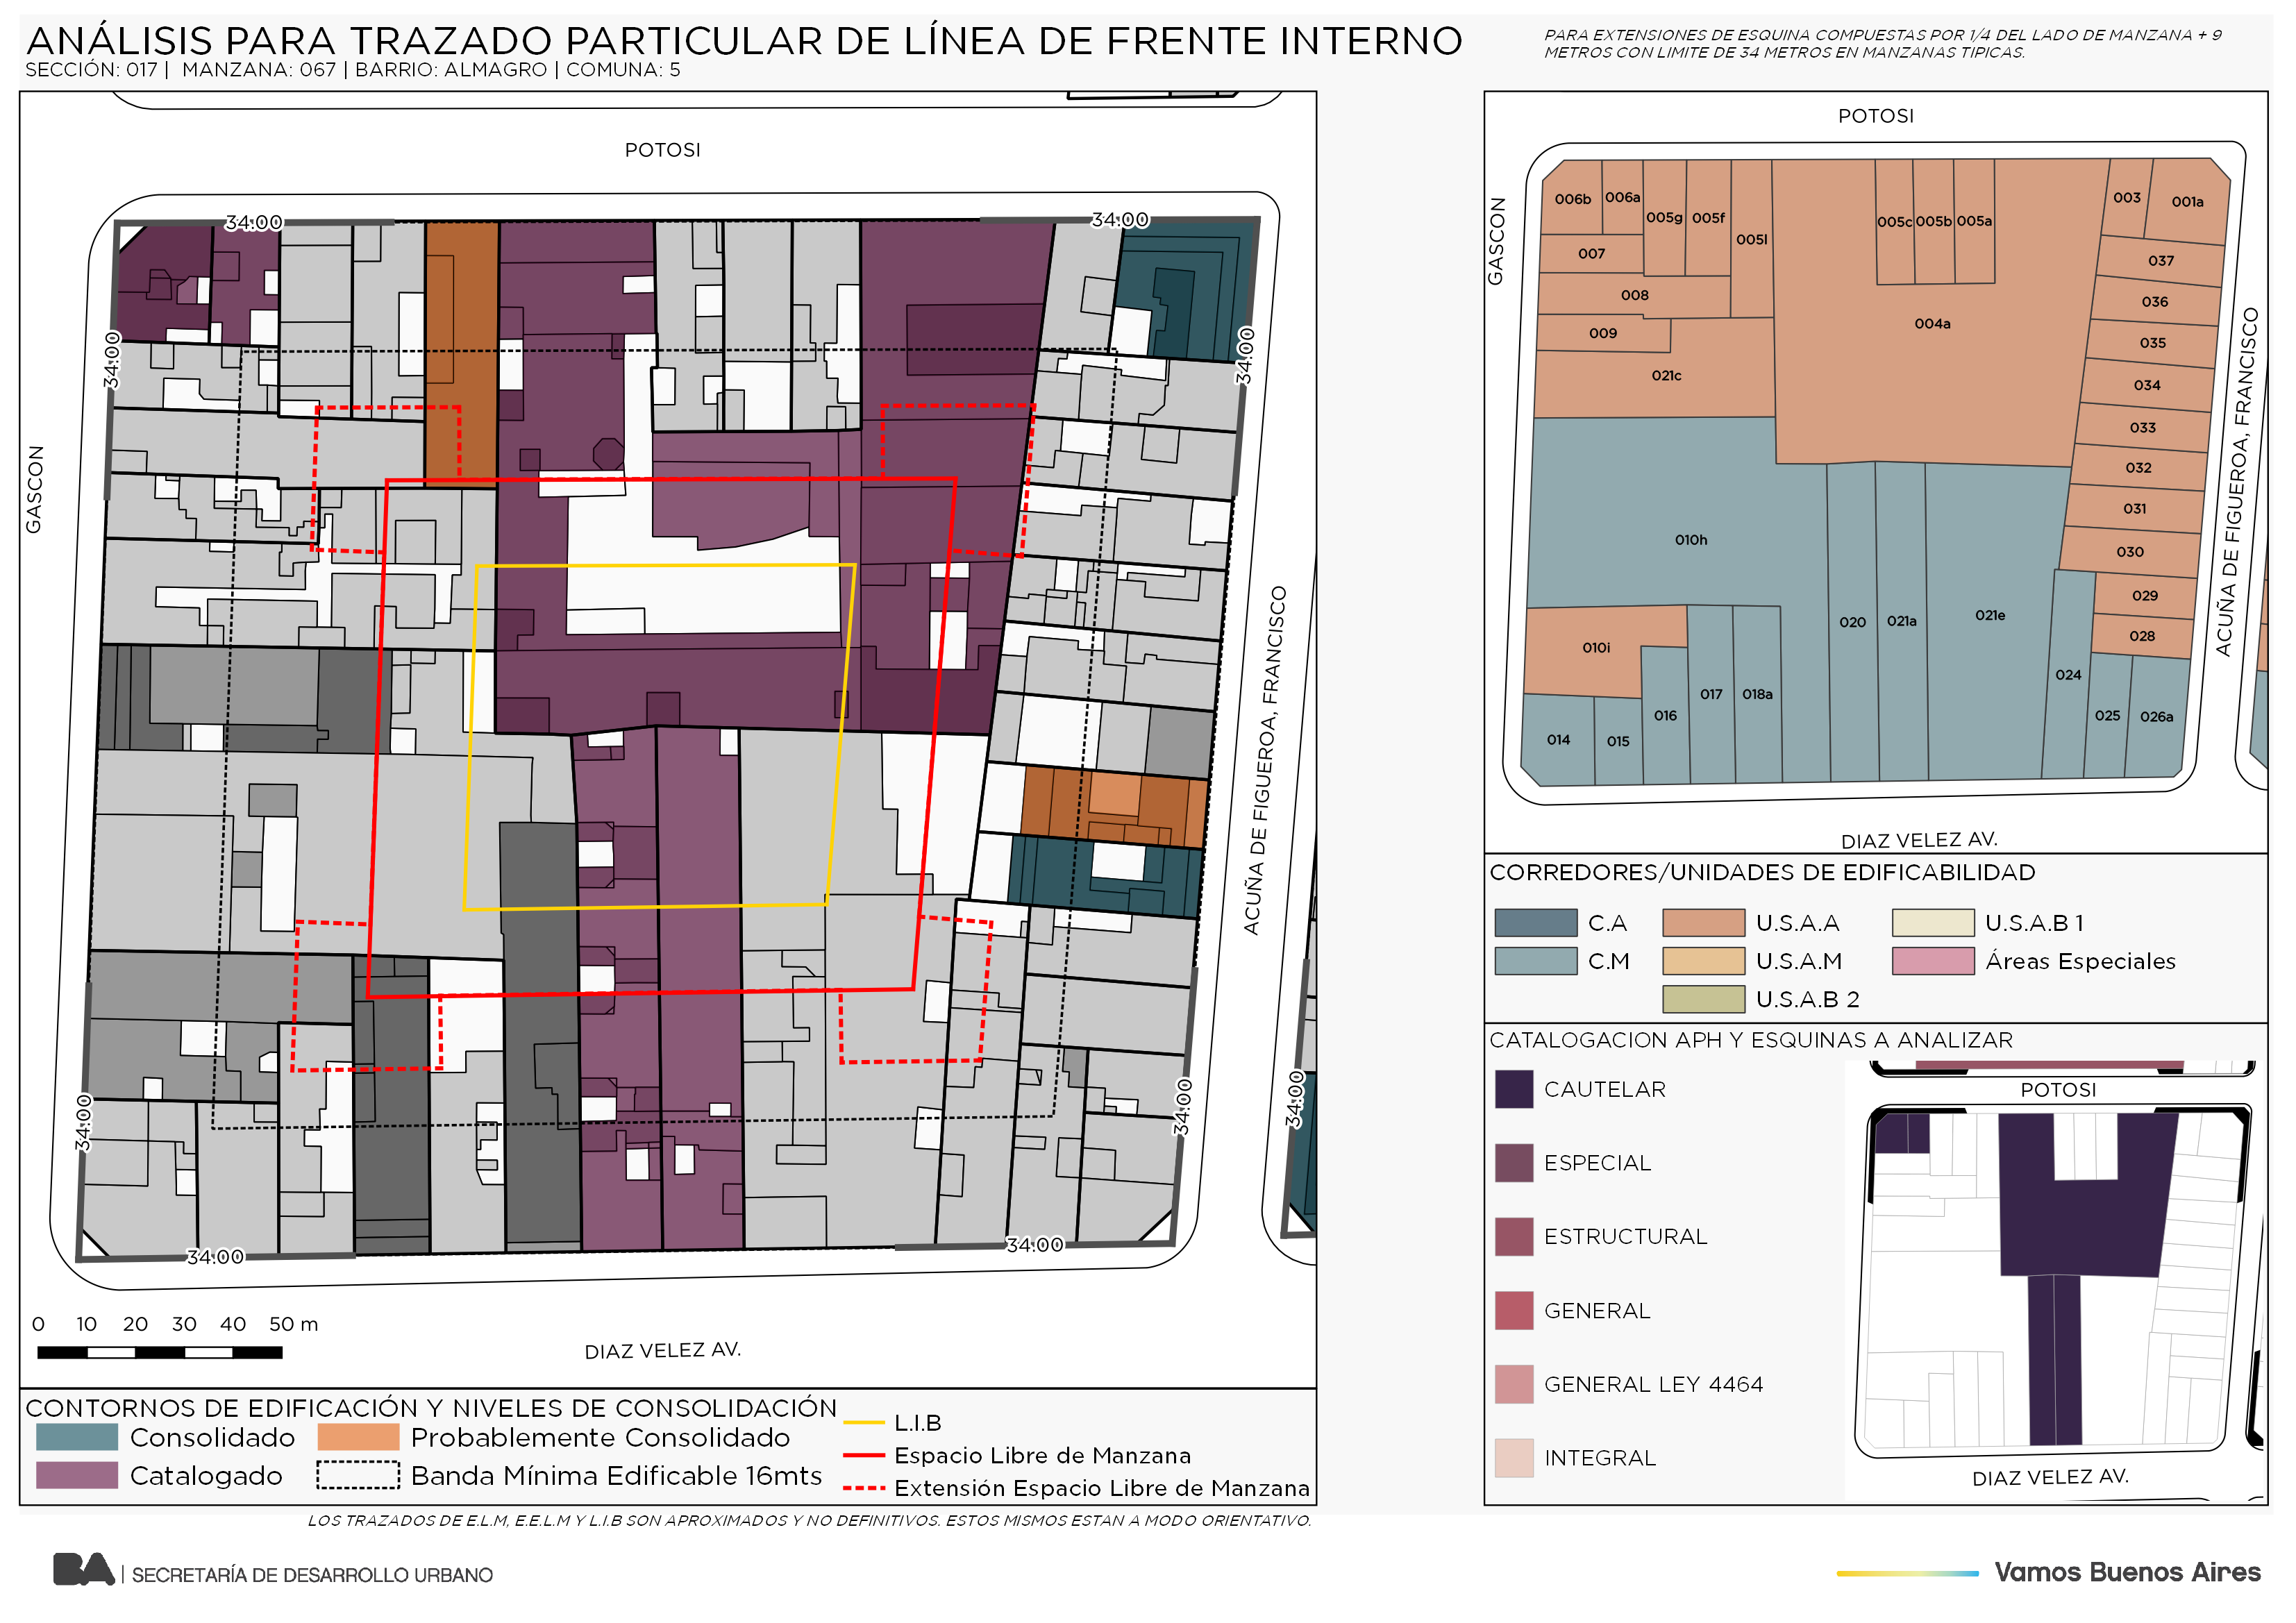 ANÁLISIS PARA TRAZADO PARTICULAR DE LÍNEA DE FRENTE INTERNO
SECCIÓN: 017 | MANZANA: 067 | BARRIO: ALMAGRO | COMUNA: 5
PARA EXTENSIONES DE ESQUINA COMPUESTAS POR 1/4 DEL LADO DE MANZANA + 9
METROS CON LIMITE DE 34 METROS EN MANZANAS TIPICAS.
POTOSI
34.00
34.00
34.00
34.00
GASCON
ACUÑA DE FIGUEROA, FRANCISCO
34.00
34.00
34.00
34.00
34.00
0 10 20 30 40 50 m
DIAZ VELEZ AV.
CONTORNOS DE EDIFICACIÓN Y NIVELES DE CONSOLIDACIÓN
Consolidado
Probablemente Consolidado
Catalogado
Banda Mínima Edificable 16mts
L.I.B
Espacio Libre de Manzana
Extensión Espacio Libre de Manzana
LOS TRAZADOS DE E.L.M, E.E.L.M Y L.I.B SON APROXIMADOS Y NO DEFINITIVOS. ESTOS MISMOS ESTAN A MODO ORIENTATIVO.
POTOSI
GASCON
006b
006a
005g
005f
005l
005c
005b
005a
003
001a
007
037
008
036
009
004a
035
021c
034
033
032
031
010h
030
029
020
021a
021e
028
010i
024
016
017
018a
025
026a
014
015
ACUÑA DE FIGUEROA, FRANCISCO
DIAZ VELEZ AV.
CORREDORES/UNIDADES DE EDIFICABILIDAD
C.A
U.S.A.A
U.S.A.B 1
C.M
U.S.A.M
Áreas Especiales
U.S.A.B 2
CATALOGACION APH Y ESQUINAS A ANALIZAR
CAUTELAR
ESPECIAL
ESTRUCTURAL
GENERAL
GENERAL LEY 4464
INTEGRAL
POTOSI
DIAZ VELEZ AV.
BA | SECRETARÍA DE DESARROLLO URBANO
Vamos Buenos Aires